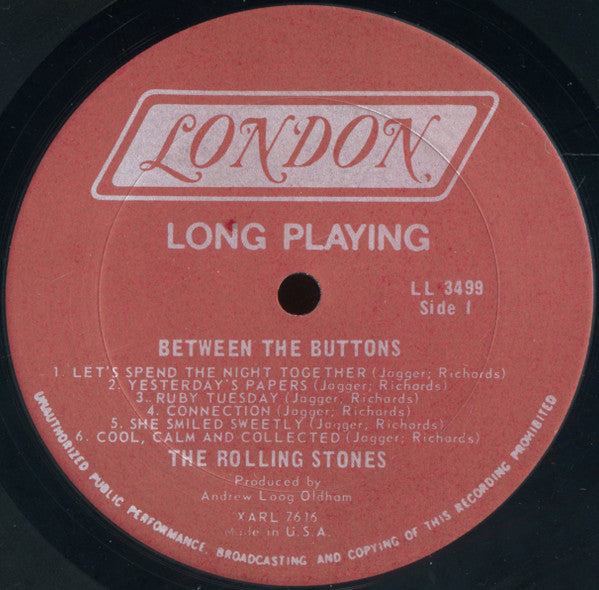 LONDON
LONG PLAYING
LL 3499
Side 1
BETWEEN THE BUTTONS
1. LET'S SPEND THE NIGHT TOGETHER (Jagger; Richards)
2. YESTERDAY'S PAPERS (Jagger; Richards)
3. RUBY TUESDAY (Jagger; Richards)
4. CONNECTION (Jagger; Richards)
5. SHE SMILED SWEETLY (Jagger; Richards)
6. COOL, CALM AND COLLECTED (Jagger; Richards)
THE ROLLING STONES
Produced by
Andrew Loog Oldham
XARL 7616
Made in U.S.A.
UNAUTHORIZED PUBLIC PERFORMANCE, BROADCASTING AND COPYING OF THIS RECORDING PROHIBITED